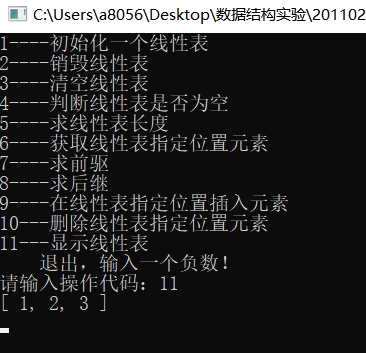 C:\Users\a8056\Desktop\数据结构实验\201102
1----初始化一个线性表
2----销毁线性表
3----清空线性表
4----判断线性表是否为空
5----求线性表长度
6----获取线性表指定位置元素
7----求前驱
8----求后继
9----在线性表指定位置插入元素
10---删除线性表指定位置元素
11---显示线性表
退出，输入一个负数！
请输入操作代码：11
[ 1, 2, 3 ]